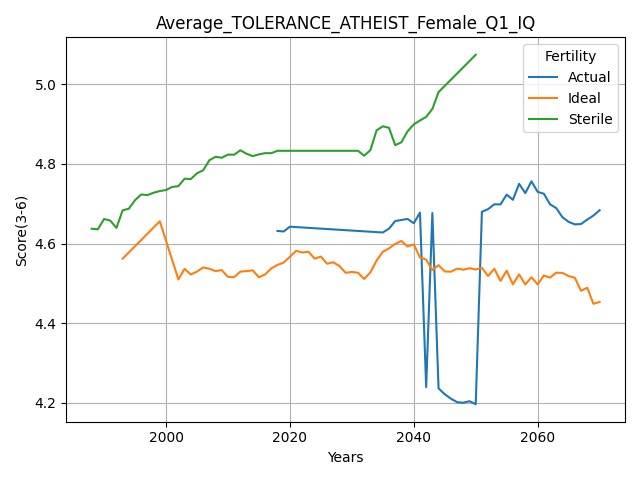 Average_TOLERANCE_ATHEIST_Female_Q1_IQ
Fertility
Actual
Ideal
Sterile
Score(3-6)
5.0
4.8
4.6
4.4
4.2
2000
2020
2040
2060
Years